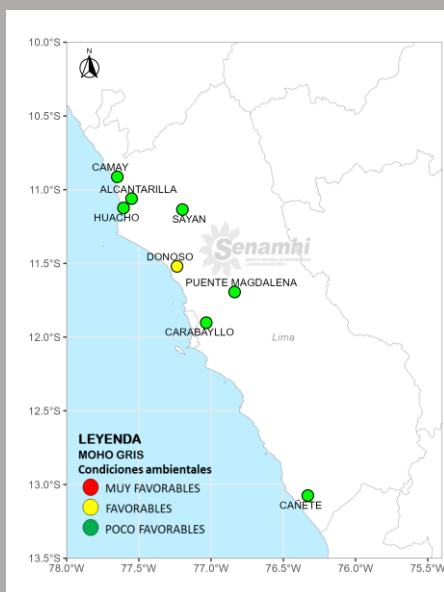 10.0°S
N
10.5°S
CAMAY
11.0°S
ALCANTARILLA
HUACHO
SAYAN
Senamhi
11.5°S
DONOSO
PUENTE MAGDALENA
12.0°S
CARABAYLLO
Lima
12.5°S
LEYENDA
MOHO GRIS
Condiciones ambientales
MUY FAVORABLES
FAVORABLES
POCO FAVORABLES
13.0°S
CAÑETE
13.5°S
78.0°W 77.5°W 77.0°W 76.5°W 76.0°W 75.5°W